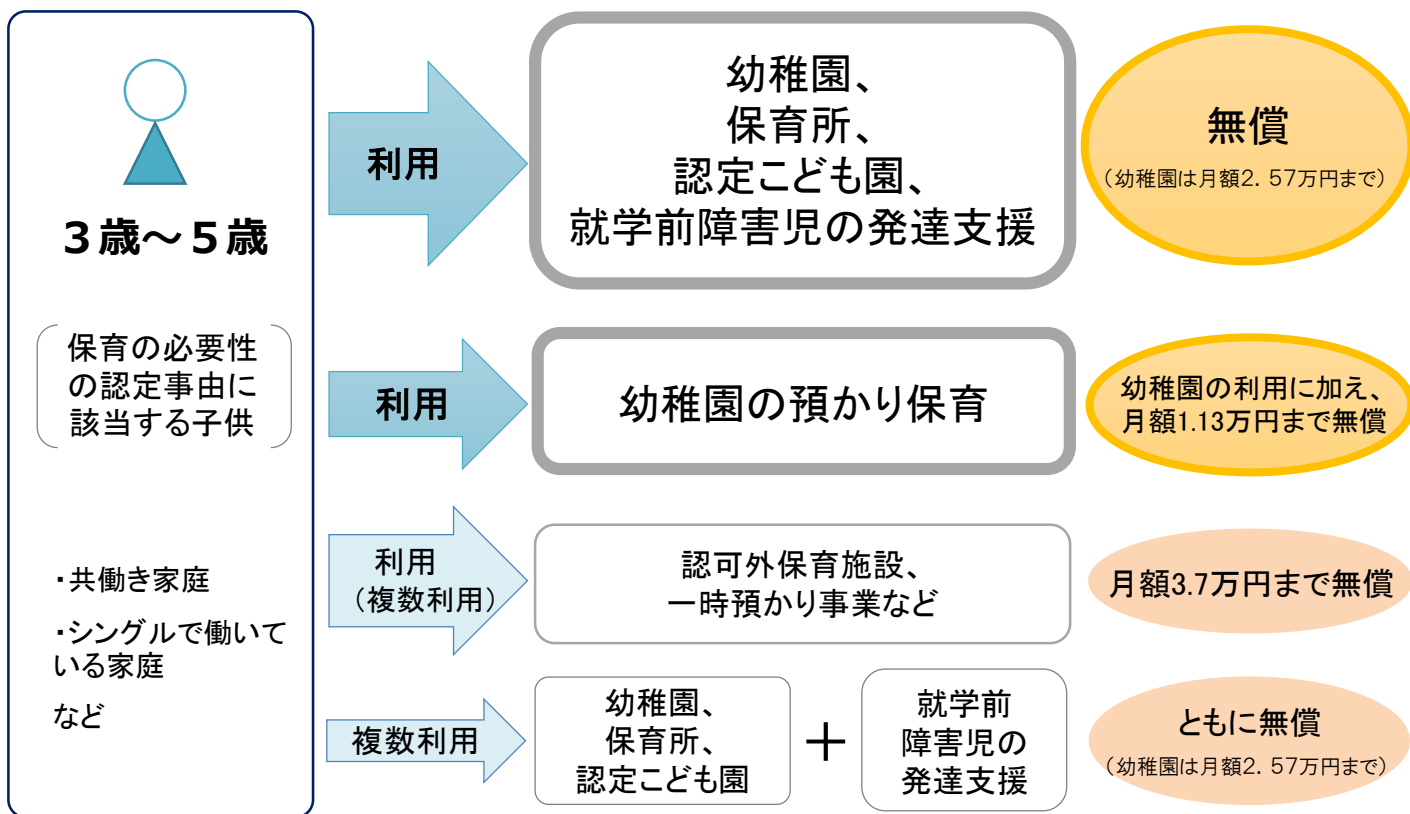 ３歳～５歳
保育の必要性
の認定事由に
該当する子供
・共働き家庭
・シングルで働いて
いる家庭
など
利用
幼稚園、
保育所、
認定こども園、
就学前障害児の発達支援
無償
（幼稚園は月額2．57万円まで）
利用
幼稚園の預かり保育
幼稚園の利用に加え、
月額1.13万円まで無償
利用
（複数利用）
認可外保育施設、
一時預かり事業など
月額3.7万円まで無償
複数利用
幼稚園、
保育所、
認定こども園
＋
就学前
障害児の
発達支援
ともに無償
（幼稚園は月額2．57万円まで）